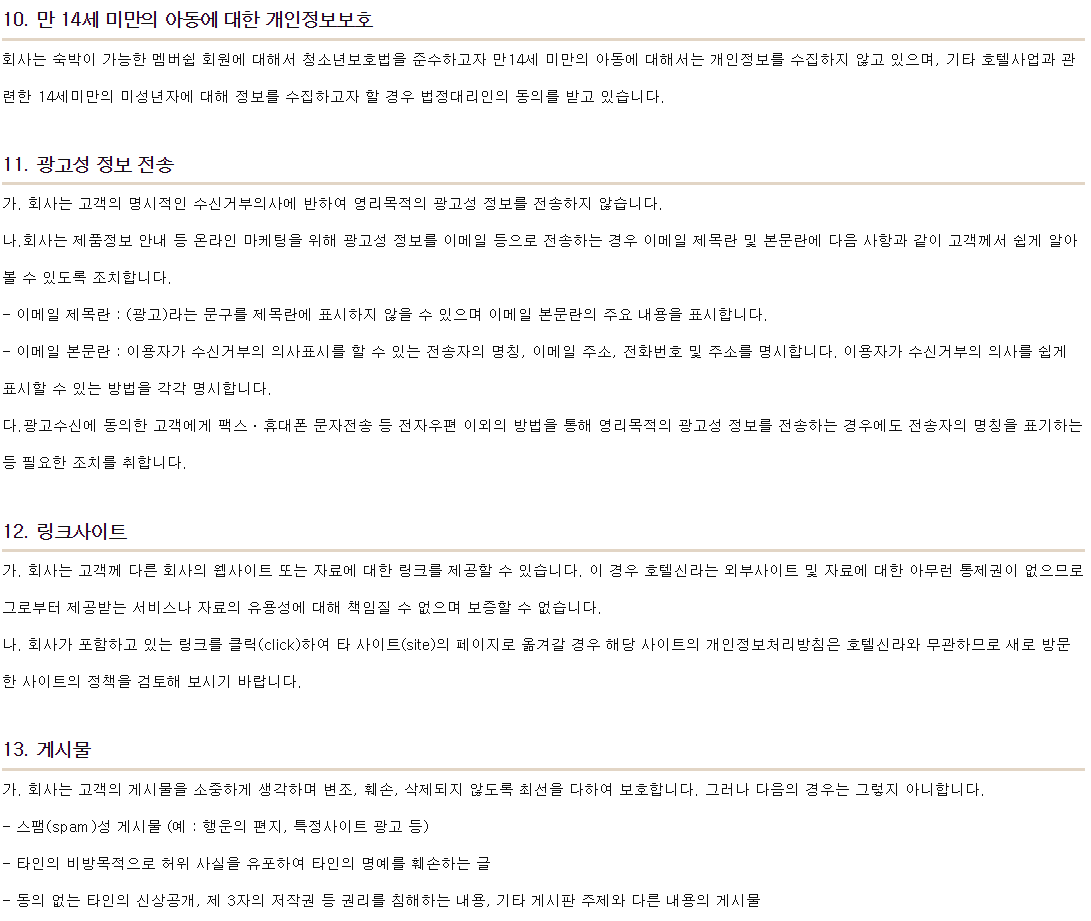 10. 만 14세 미만의 아동에 대한 개인정보보호
회사는 숙박이 가능한 멤버쉽 회원에 대해서 청소년보호법을 준수하고자 만14세 미만의 아동에 대해서는 개인정보를 수집하지 않고 있으며, 기타 호텔사업과 관
련한 14세미만의 미성년자에 대해 정보를 수집하고자 할 경우 법정대리인의 동의를 받고 있습니다.
11. 광고성 정보 전송
가. 회사는 고객의 명시적인 수신거부의사에 반하여 영리목적의 광고성 정보를 전송하지 않습니다.
나.회사는 제품정보 안내 등 온라인 마케팅을 위해 광고성 정보를 이메일 등으로 전송하는 경우 이메일 제목란 및 본문란에 다음 사항과 같이 고객께서 쉽게 알아
볼 수 있도록 조치합니다.
- 이메일 제목란 : (광고)라는 문구를 제목란에 표시하지 않을 수 있으며 이메일 본문란의 주요 내용을 표시합니다.
- 이메일 본문란 : 이용자가 수신거부의 의사표시를 할 수 있는 전송자의 명칭, 이메일 주소, 전화번호 및 주소를 명시합니다. 이용자가 수신거부의 의사를 쉽게
표시할 수 있는 방법을 각각 명시합니다.
다.광고수신에 동의한 고객에게 팩스·휴대폰 문자전송 등 전자우편 이외의 방법을 통해 영리목적의 광고성 정보를 전송하는 경우에도 전송자의 명칭을 표기하는
등 필요한 조치를 취합니다.
12. 링크사이트
가. 회사는 고객께 다른 회사의 웹사이트 또는 자료에 대한 링크를 제공할 수 있습니다. 이 경우 호텔신라는 외부사이트 및 자료에 대한 아무런 통제권이 없으므로
그로부터 제공받는 서비스나 자료의 유용성에 대해 책임질 수 없으며 보증할 수 없습니다.
나. 회사가 포함하고 있는 링크를 클릭(click)하여 타 사이트(site)의 페이지로 옮겨갈 경우 해당 사이트의 개인정보처리방침은 호텔신라와 무관하므로 새로 방문
한 사이트의 정책을 검토해 보시기 바랍니다.
13. 게시물
가. 회사는 고객의 게시물을 소중하게 생각하며 변조, 훼손, 삭제되지 않도록 최선을 다하여 보호합니다. 그러나 다음의 경우는 그렇지 아니합니다.
- 스팸(spam)성 게시물 (예 : 행운의 편지, 특정사이트 광고 등)
- 타인의 비방목적으로 허위 사실을 유포하여 타인의 명예를 훼손하는 글
- 동의 없는 타인의 신상공개, 제 3자의 저작권 등 권리를 침해하는 내용, 기타 게시판 주제와 다른 내용의 게시물